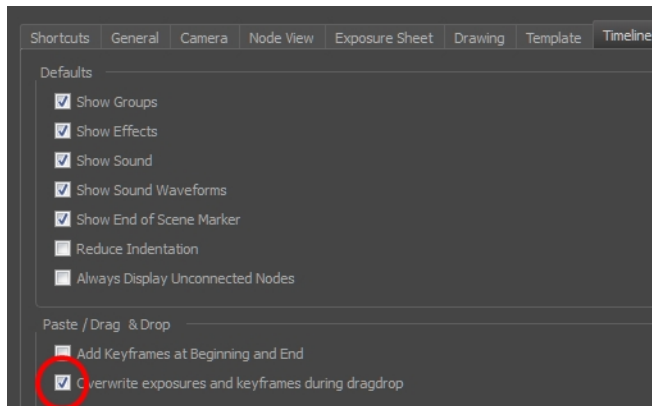 Shortcuts General Camera Node View Exposure Sheet Drawing Template Timeline
Defaults
Show Groups
Show Effects
Show Sound
Show Sound Waveforms
Show End of Scene Marker
Reduce Indentation
Always Display Unconnected Nodes
Paste / Drag & Drop
Add Keyframes at Beginning and End
Overwrite exposures and keyframes during dragdrop